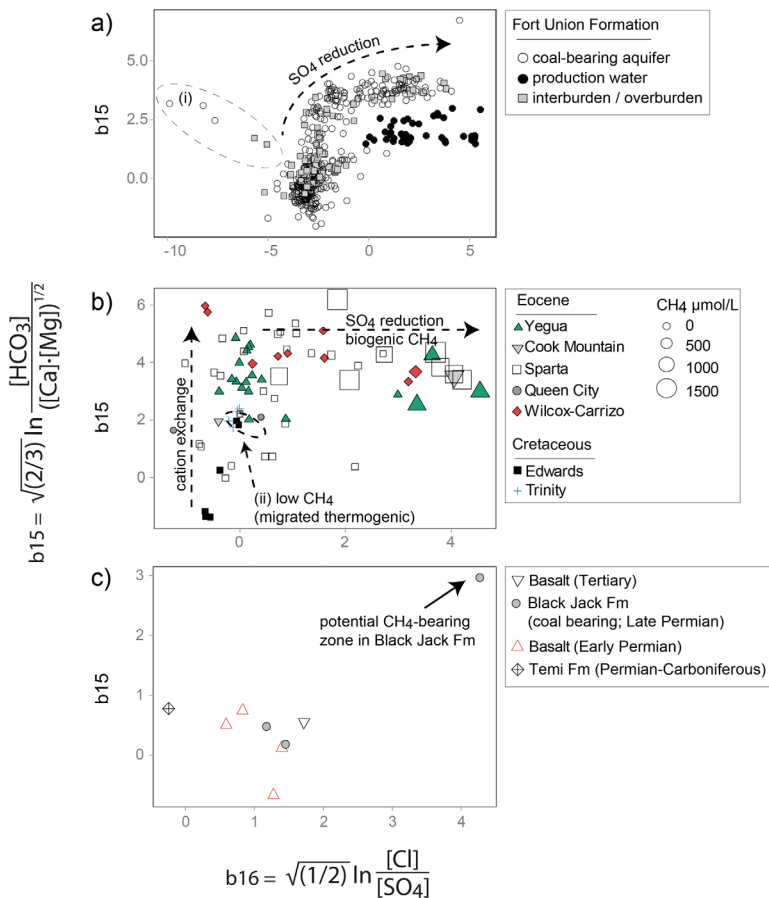 a)
Fort Union Formation
coal-bearing aquifer
production water
interburden / overburden
SO4 reduction
(i)
b15
5.0
2.5
0.0
-10
-5
0
5
b15 = √(2/3) ln [HCO3] / ([Ca]·[Mg])^1/2
b)
Eocene
Yegua
Cook Mountain
Sparta
Queen City
Wilcox-Carrizo
Cretaceous
Edwards
Trinity
CH4 μmol/L
0
500
1000
1500
SO4 reduction
biogenic CH4
cation exchange
(ii) low CH4
(migrated thermogenic)
b15
6
4
2
0
0
2
4
c)
Basalt (Tertiary)
Black Jack Fm
(coal bearing; Late Permian)
Basalt (Early Permian)
Temi Fm (Permian-Carboniferous)
potential CH4-bearing
zone in Black Jack Fm
b15
3
2
1
0
0
1
2
3
4
b16 = √(1/2) ln [Cl] / [SO4]